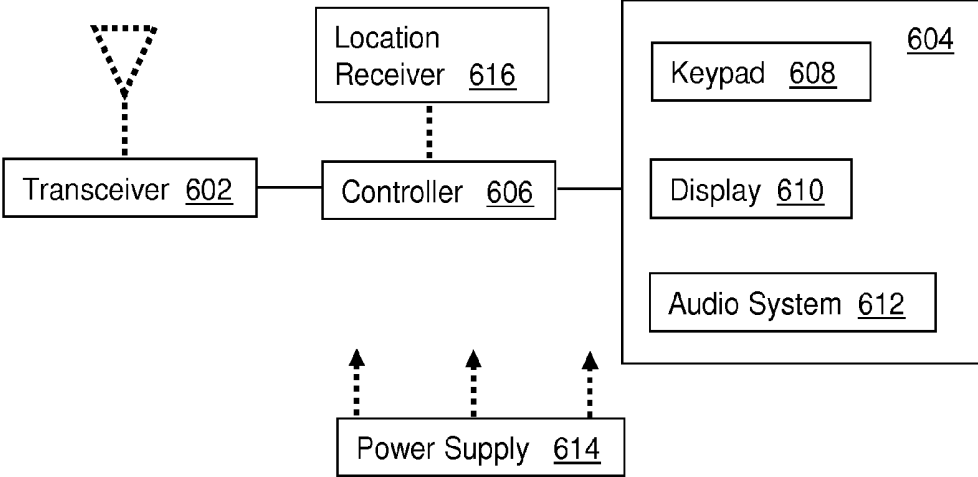 Location
Receiver 616
604
Keypad 608
Transceiver 602
Controller 606
Display 610
Audio System 612
Power Supply 614